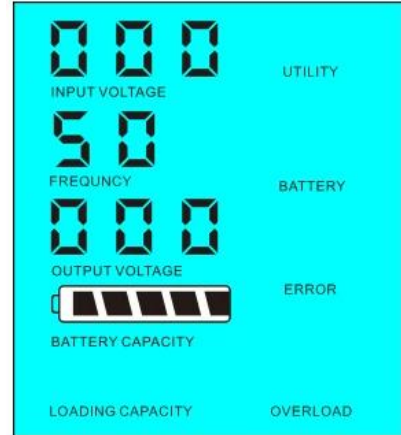 000
UTILITY
INPUT VOLTAGE
50
FREQUNCY
BATTERY
000
OUTPUT VOLTAGE
ERROR
BATTERY CAPACITY
LOADING CAPACITY
OVERLOAD